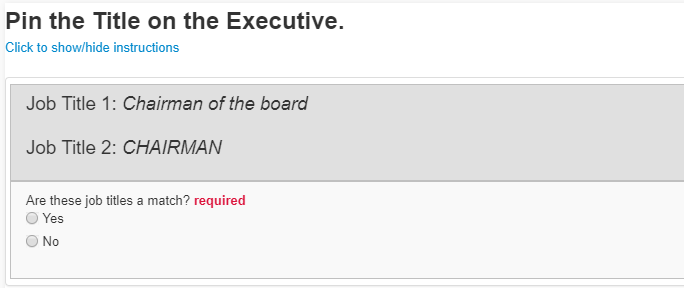 Pin the Title on the Executive.
Click to show/hide instructions
Job Title 1: Chairman of the board
Job Title 2: CHAIRMAN
Are these job titles a match? required
Yes
No